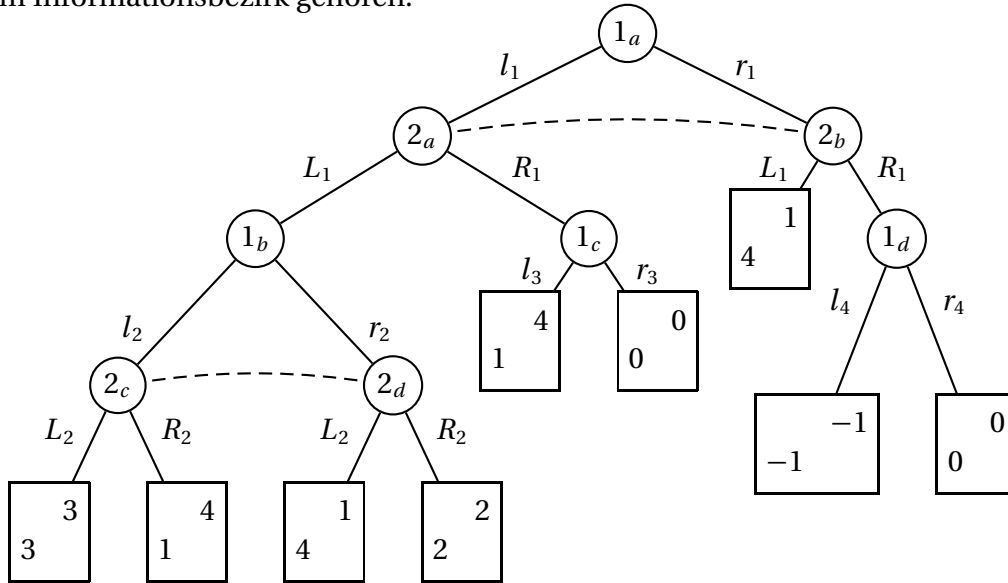 m Informationsbezirk gehören.
1a
l1 r1
2a 2b
L1 R1 L1 R1
1b 1c 1 4 1d
l2 r2 l3 r3 l4 r4
4 1 0 0
2c 2d
L2 R2 L2 R2
−1 −1 0 0
3 3 4 1 1 4 2 2